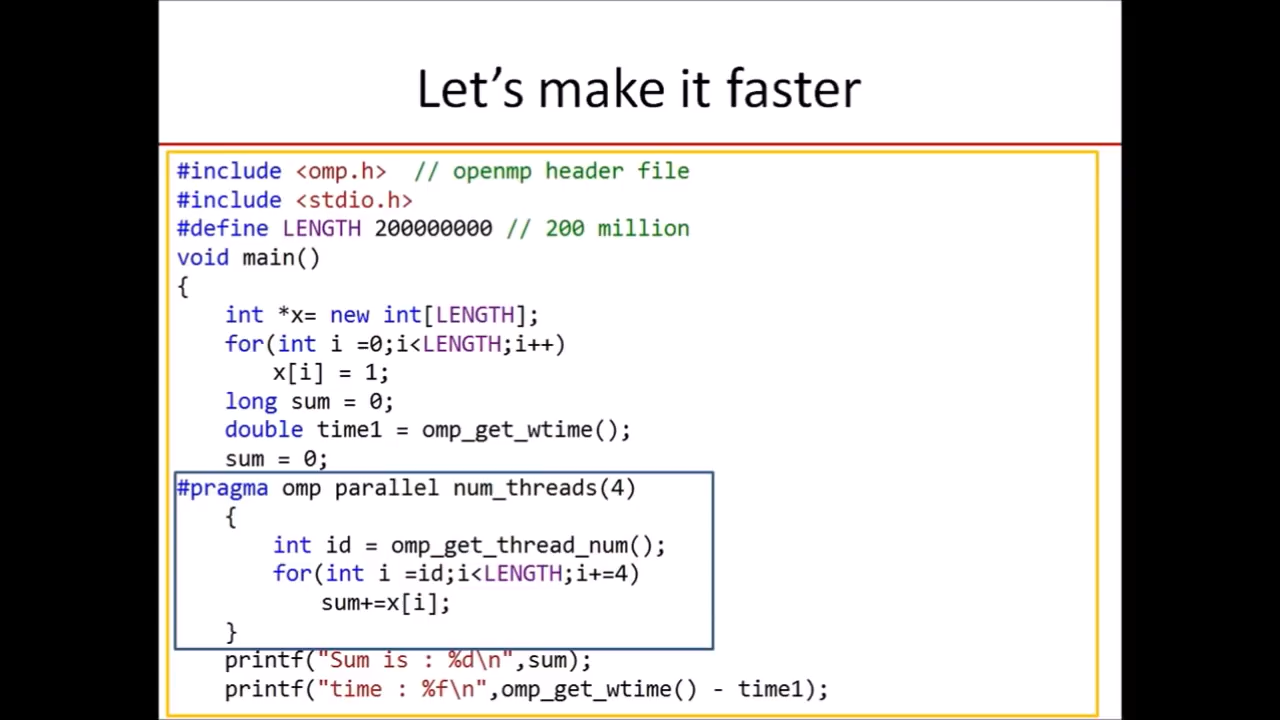 Let's make it faster
#include <omp.h>  // openmp header file
#include <stdio.h>
#define LENGTH 200000000 // 200 million
void main()
{
int *x= new int[LENGTH];
for(int i =0;i<LENGTH;i++)
x[i] = 1;
long sum = 0;
double time1 = omp_get_wtime();
sum = 0;
#pragma omp parallel num_threads(4)
{
int id = omp_get_thread_num();
for(int i =id;i<LENGTH;i+=4)
sum+=x[i];
}
printf("Sum is : %d\n",sum);
printf("time : %f\n",omp_get_wtime() - time1);